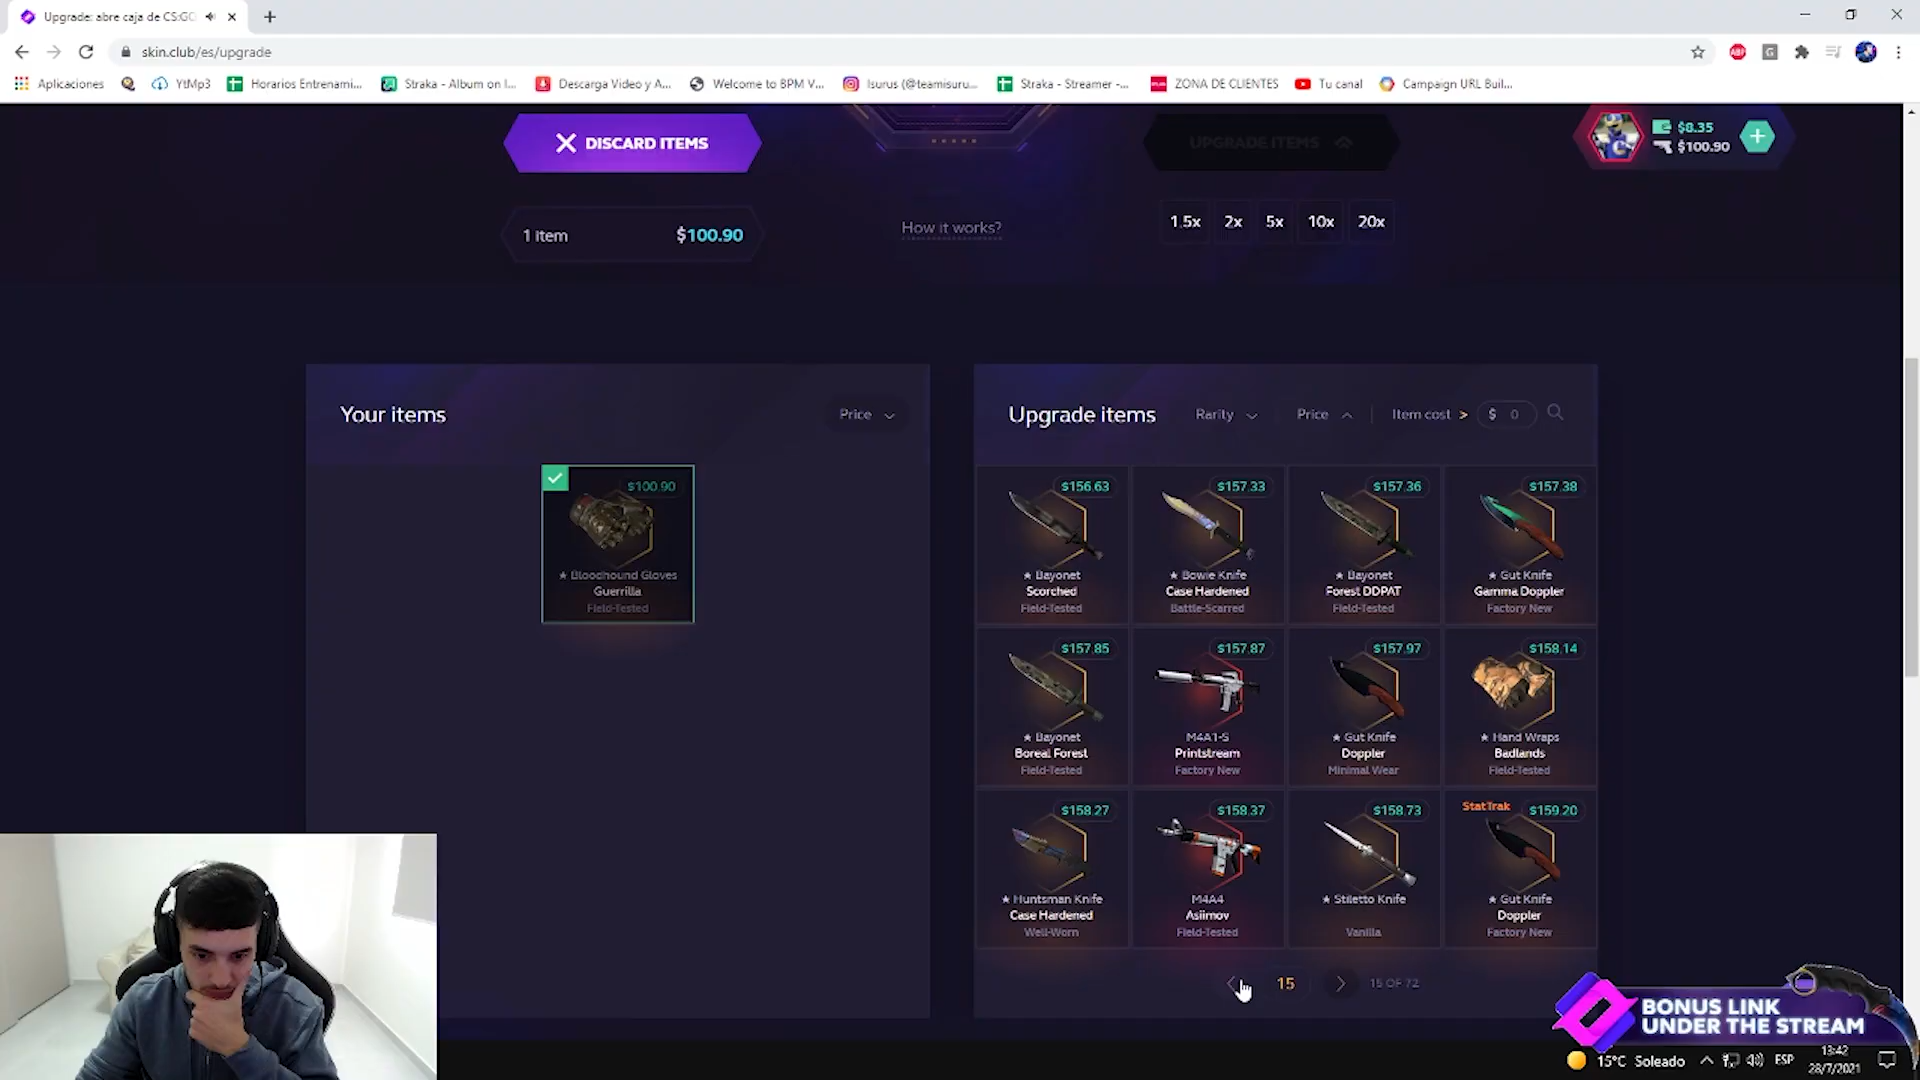 Upgrade: abre caja de CS:GO
skin.club/es/upgrade
Aplicaciones
YtMp3
Horarios Entrenami...
Straka - Album on I...
Descarga Video y A...
Welcome to BPM V...
Isurus (@teamisuru...
Straka - Streamer -...
ZONA DE CLIENTES
Tu canal
Campaign URL Buil...
ABP
DISCARD ITEMS
UPGRADE ITEMS
$8.35
$100.90
1 item
$100.90
How it works?
1.5x 2x 5x 10x 20x
Your items
Price
Upgrade items
Rarity
Price
Item cost > $ 0
$100.90
★ Bloodhound Gloves
Guerrilla
Field-Tested
$156.63
★ Bayonet
Scorched
Field-Tested
$157.33
★ Bowie Knife
Case Hardened
Battle-Scarred
$157.36
★ Bayonet
Forest DDPAT
Field-Tested
$157.38
★ Gut Knife
Gamma Doppler
Factory New
$157.85
★ Bayonet
Boreal Forest
Field-Tested
$157.87
M4A1-S
Printstream
Factory New
$157.97
★ Gut Knife
Doppler
Minimal Wear
$158.14
★ Hand Wraps
Badlands
Field-Tested
$158.27
★ Huntsman Knife
Case Hardened
Well-Worn
$158.37
M4A4
Asiimov
Field-Tested
$158.73
★ Stiletto Knife
Vanilla
StatTrak
$159.20
★ Gut Knife
Doppler
Factory New
15
15 OF 72
BONUS LINK
UNDER THE STREAM
15°C Soleado
ESP
13:42
28/7/2021